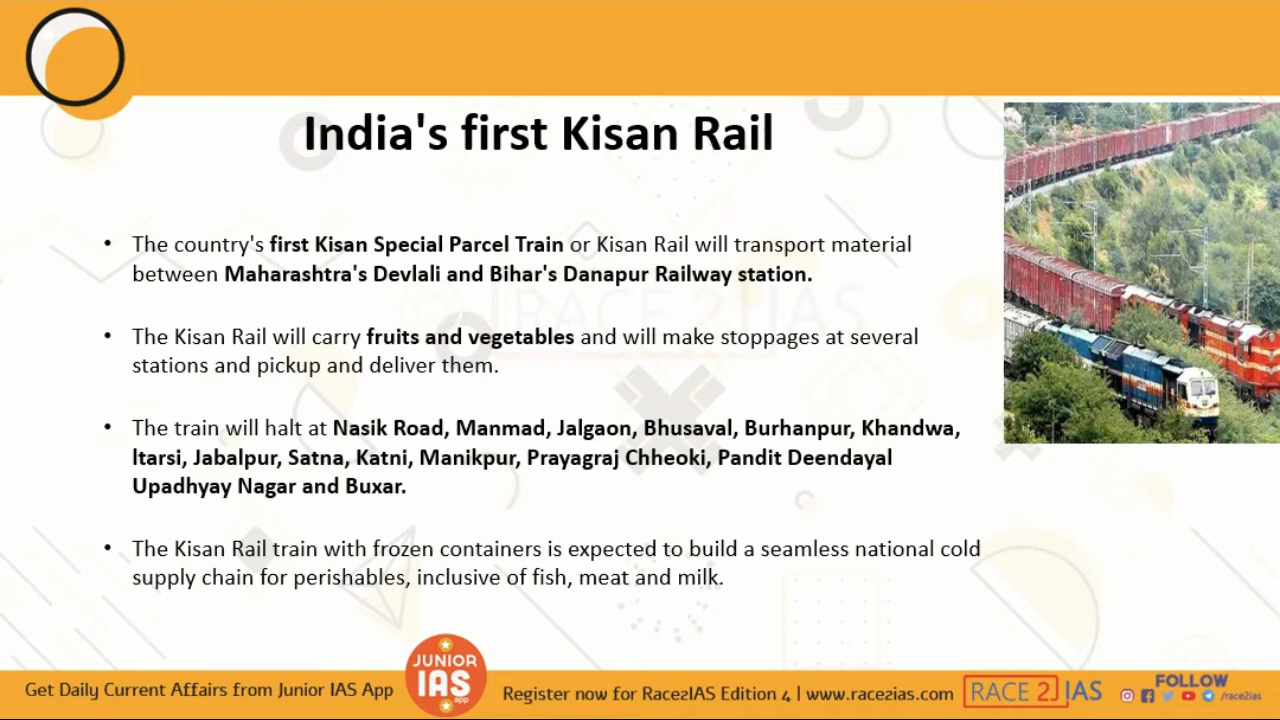 India's first Kisan Rail
• The country's first Kisan Special Parcel Train or Kisan Rail will transport material
between Maharashtra's Devlali and Bihar's Danapur Railway station.
• The Kisan Rail will carry fruits and vegetables and will make stoppages at several
stations and pickup and deliver them.
• The train will halt at Nasik Road, Manmad, Jalgaon, Bhusaval, Burhanpur, Khandwa,
Itarsi, Jabalpur, Satna, Katni, Manikpur, Prayagraj Chheoki, Pandit Deendayal
Upadhyay Nagar and Buxar.
• The Kisan Rail train with frozen containers is expected to build a seamless national cold
supply chain for perishables, inclusive of fish, meat and milk.
RACE 2 IAS
Get Daily Current Affairs from Junior IAS App
JUNIOR
IAS
app
Register now for Race2IAS Edition 4 | www.race2ias.com
RACE 2 IAS
FOLLOW
/race2ias